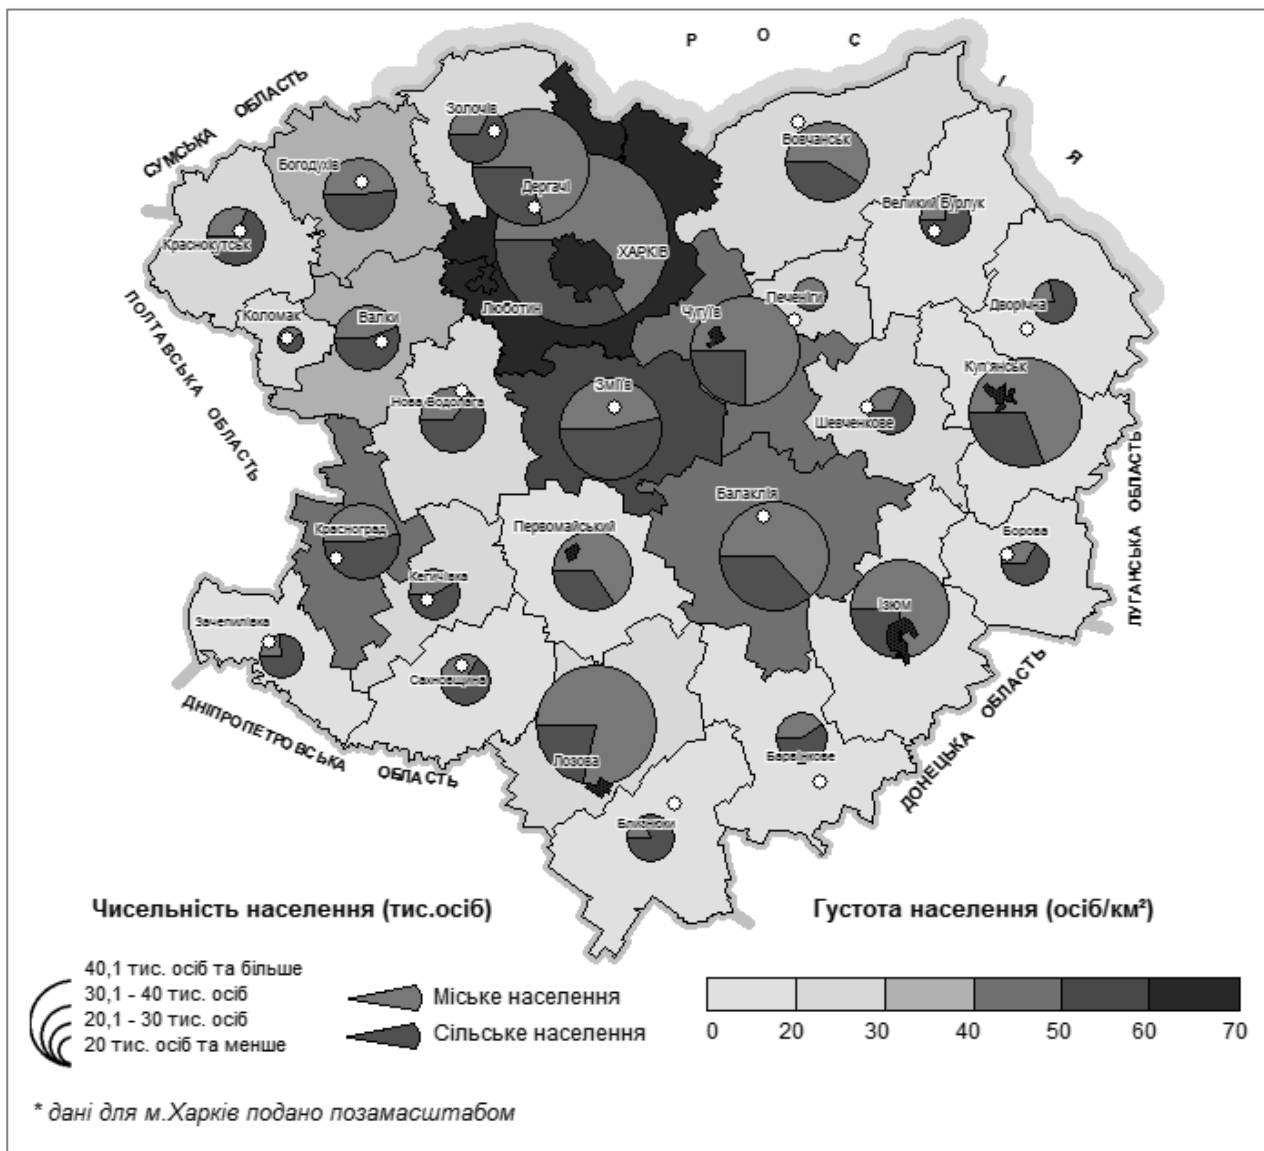 РОСІЯ
СУМСЬКА ОБЛАСТЬ
Золочів
Вовчанськ
Богодухів
Дергачі
Великий Бурлук
Краснокутськ
ХАРКІВ
ПОЛТАВСЬКА ОБЛАСТЬ
Люботин
Печеніги
Дворічна
Коломак
Валки
Чугуїв
Куп'янськ
Зміїв
Нова Водолага
Шевченкове
ЛУГАНСЬКА ОБЛАСТЬ
Балаклія
Красноград
Первомайський
Борова
Кегичівка
Ізюм
Зачепилівка
Сахновщина
ДОНЕЦЬКА ОБЛАСТЬ
ДНІПРОПЕТРОВСЬКА ОБЛАСТЬ
Лозова
Барвінкове
Близнюки
Чисельність населення (тис.осіб)
40,1 тис. осіб та більше
30,1 - 40 тис. осіб
20,1 - 30 тис. осіб
20 тис. осіб та менше
Міське населення
Сільське населення
Густота населення (осіб/км²)
0 20 30 40 50 60 70
* дані для м.Харків подано позамасштабом